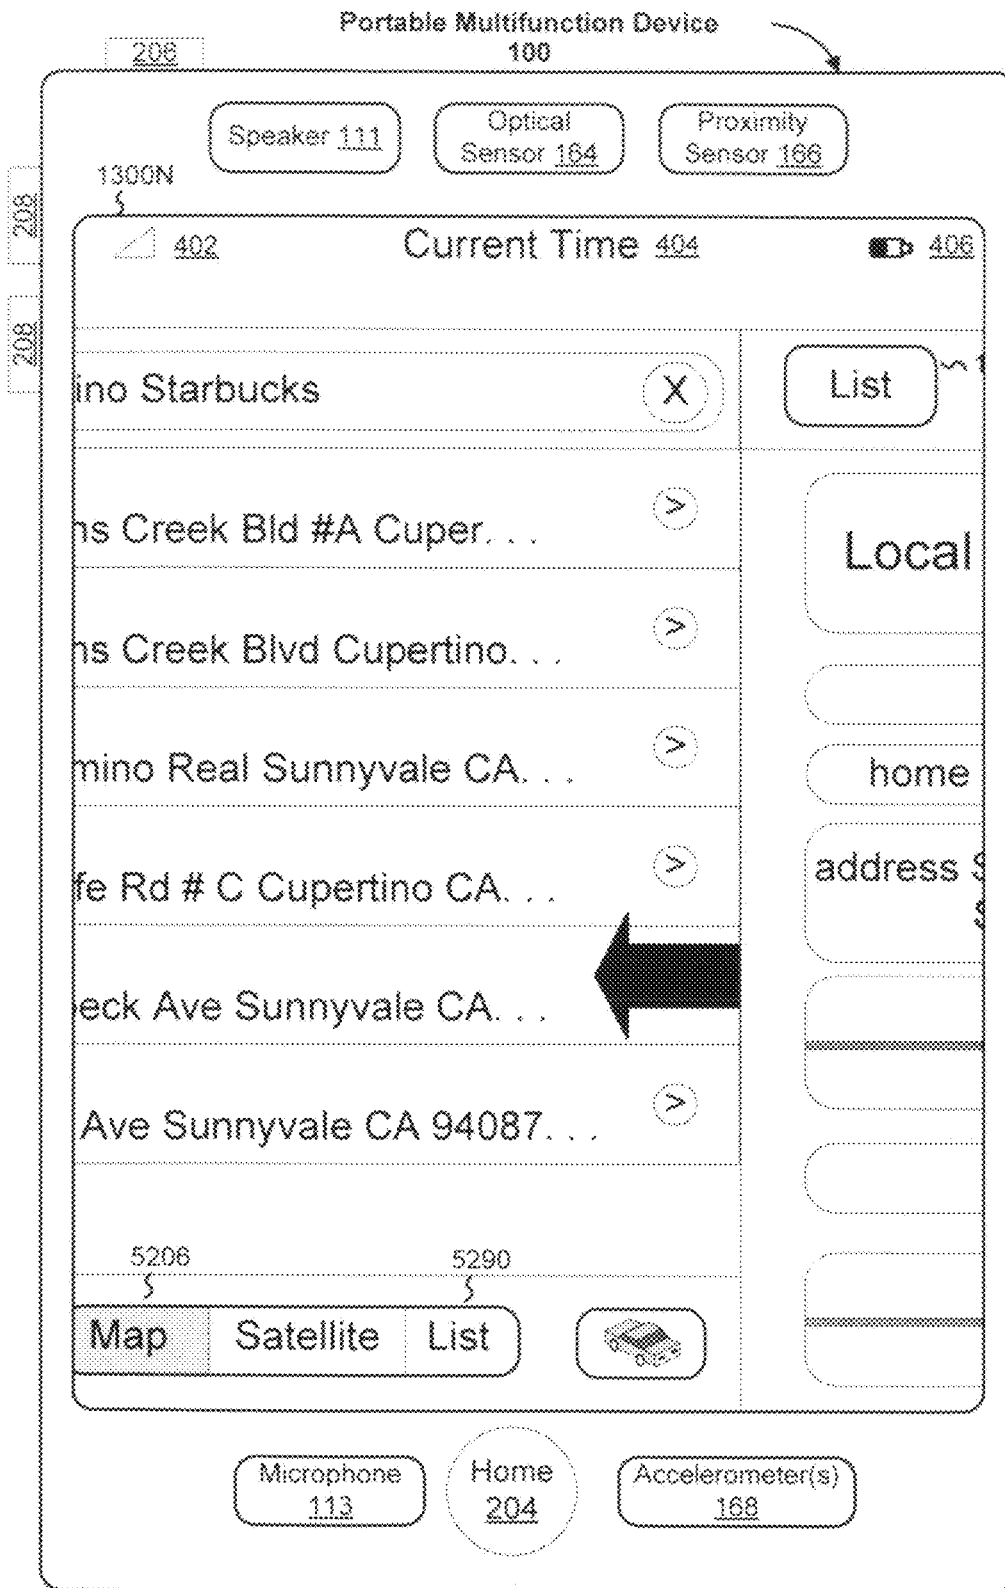 Portable Multifunction Device
100
206
Speaker 111
Optical
Sensor 164
Proximity
Sensor 166
1300N
208
208
402
Current Time 404
406
ino Starbucks
X
List
ns Creek Bld #A Cuper. . .
>
Local
ns Creek Blvd Cupertino. . .
>
mino Real Sunnyvale CA. . .
>
home
fe Rd # C Cupertino CA. . .
>
address S
eck Ave Sunnyvale CA. . .
Ave Sunnyvale CA 94087. . .
>
5206
5290
Map
Satellite
List
Microphone
113
Home
204
Accelerometer(s)
168